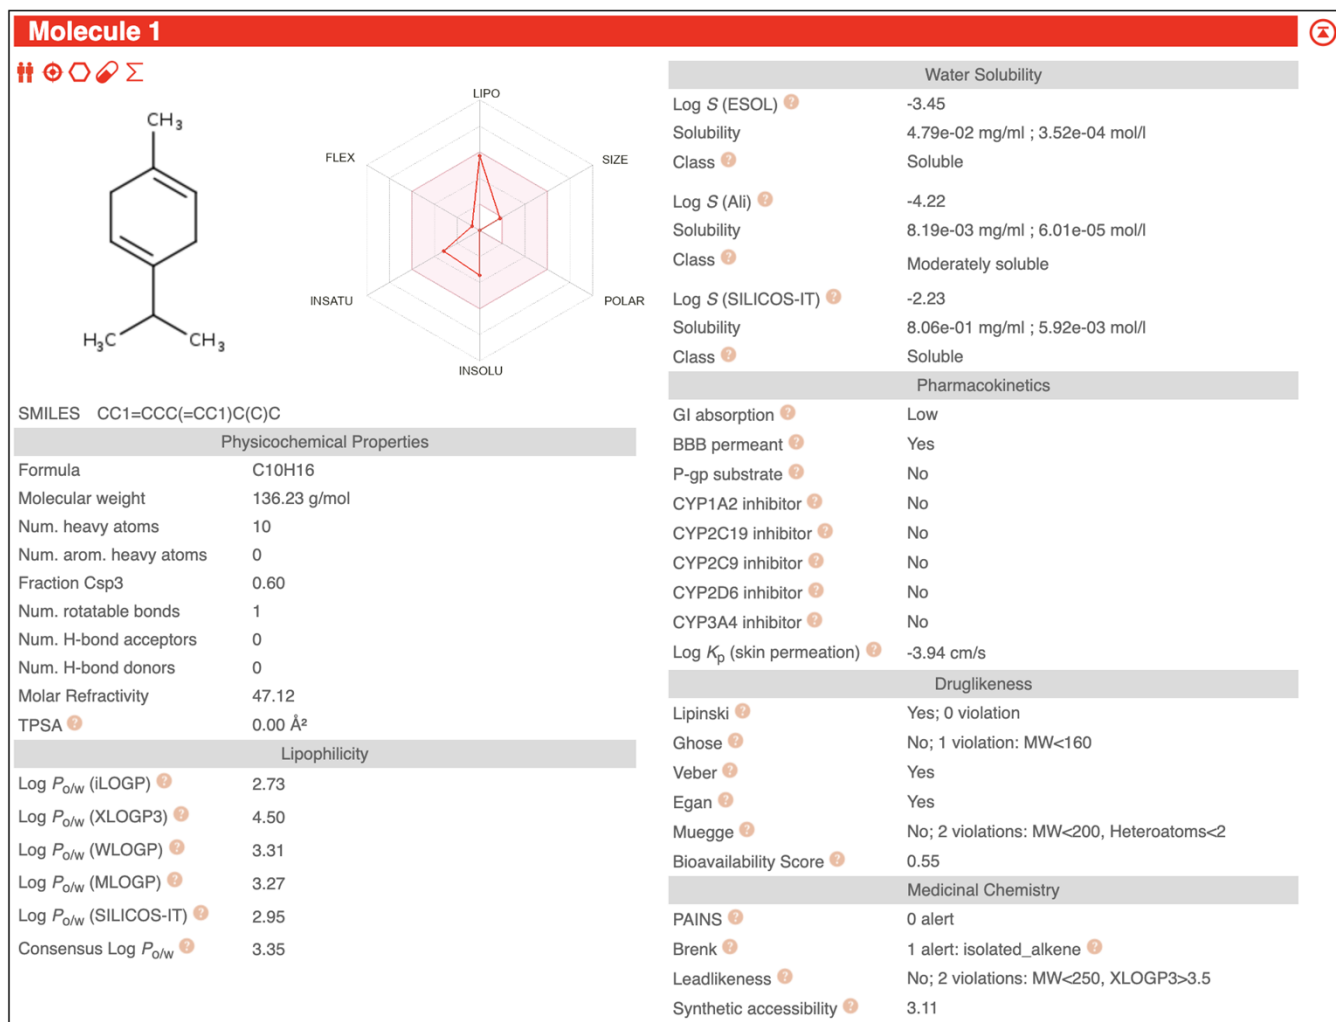 Molecule 1
CH3
H3C
CH3
LIPO
FLEX
SIZE
INSATU
POLAR
INSOLU
SMILES CC1=CCC(=CC1)C(C)C
Physicochemical Properties
Formula C10H16
Molecular weight 136.23 g/mol
Num. heavy atoms 10
Num. arom. heavy atoms 0
Fraction Csp3 0.60
Num. rotatable bonds 1
Num. H-bond acceptors 0
Num. H-bond donors 0
Molar Refractivity 47.12
TPSA ? 0.00 Å²
Lipophilicity
Log Po/w (iLOGP) ? 2.73
Log Po/w (XLOGP3) ? 4.50
Log Po/w (WLOGP) ? 3.31
Log Po/w (MLOGP) ? 3.27
Log Po/w (SILICOS-IT) ? 2.95
Consensus Log Po/w ? 3.35
Water Solubility
Log S (ESOL) ? -3.45
Solubility 4.79e-02 mg/ml ; 3.52e-04 mol/l
Class ? Soluble
Log S (Ali) ? -4.22
Solubility 8.19e-03 mg/ml ; 6.01e-05 mol/l
Class ? Moderately soluble
Log S (SILICOS-IT) ? -2.23
Solubility 8.06e-01 mg/ml ; 5.92e-03 mol/l
Class ? Soluble
Pharmacokinetics
GI absorption ? Low
BBB permeant ? Yes
P-gp substrate ? No
CYP1A2 inhibitor ? No
CYP2C19 inhibitor ? No
CYP2C9 inhibitor ? No
CYP2D6 inhibitor ? No
CYP3A4 inhibitor ? No
Log Kp (skin permeation) ? -3.94 cm/s
Druglikeness
Lipinski ? Yes; 0 violation
Ghose ? No; 1 violation: MW<160
Veber ? Yes
Egan ? Yes
Muegge ? No; 2 violations: MW<200, Heteroatoms<2
Bioavailability Score ? 0.55
Medicinal Chemistry
PAINS ? 0 alert
Brenk ? 1 alert: isolated_alkene ?
Leadlikeness ? No; 2 violations: MW<250, XLOGP3>3.5
Synthetic accessibility ? 3.11